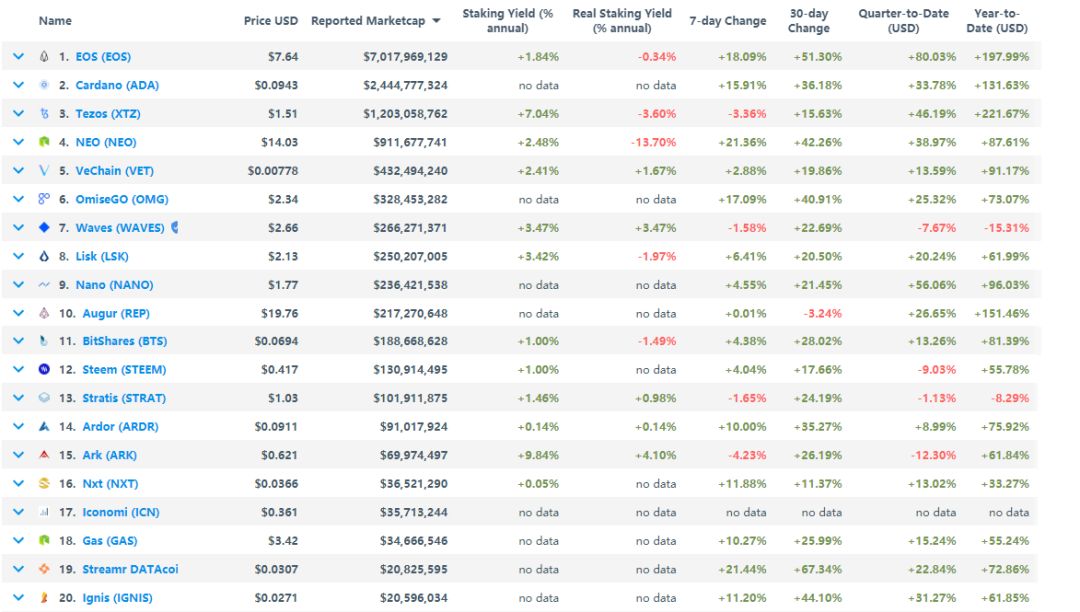 Name Price USD Reported Marketcap Staking Yield (% annual) Real Staking Yield (% annual) 7-day Change 30-day Change Quarter-to-Date (USD) Year-to-Date (USD)
1. EOS (EOS) $7.64 $7,017,969,129 +1.84% -0.34% +18.09% +51.30% +80.03% +197.99%
2. Cardano (ADA) $0.0943 $2,444,777,324 no data no data +15.91% +36.18% +33.78% +131.63%
3. Tezos (XTZ) $1.51 $1,203,058,762 +7.04% -3.60% -3.36% +15.63% +46.19% +221.67%
4. NEO (NEO) $14.03 $911,677,741 +2.48% -13.70% +21.36% +42.26% +38.97% +87.61%
5. VeChain (VET) $0.00778 $432,494,240 +2.41% +1.67% +2.88% +19.86% +13.59% +91.17%
6. OmiseGO (OMG) $2.34 $328,453,282 no data no data +17.09% +40.91% +25.32% +73.07%
7. Waves (WAVES) $2.66 $266,271,371 +3.47% +3.47% -1.58% +22.69% -7.67% -15.31%
8. Lisk (LSK) $2.13 $250,207,005 +3.42% -1.97% +6.41% +20.50% +20.24% +61.99%
9. Nano (NANO) $1.77 $236,421,538 no data no data +4.55% +21.45% +56.06% +96.03%
10. Augur (REP) $19.76 $217,270,648 no data no data +0.01% -3.24% +26.65% +151.46%
11. BitShares (BTS) $0.0694 $188,668,628 +1.00% -1.49% +4.38% +28.02% +13.26% +81.39%
12. Steem (STEEM) $0.417 $130,914,495 +1.00% no data +4.04% +17.66% -9.03% +55.78%
13. Stratis (STRAT) $1.03 $101,911,875 +1.46% +0.98% -1.65% +24.19% -1.13% -8.29%
14. Ardor (ARDR) $0.0911 $91,017,924 +0.14% +0.14% +10.00% +35.27% +8.99% +75.92%
15. Ark (ARK) $0.621 $69,974,497 +9.84% +4.10% -4.23% +26.19% -12.30% +61.84%
16. Nxt (NXT) $0.0366 $36,521,290 +0.05% no data +11.88% +11.37% +13.02% +33.27%
17. Iconomi (ICN) $0.361 $35,713,244 no data no data no data no data no data no data
18. Gas (GAS) $3.42 $34,666,546 no data no data +10.27% +25.99% +15.24% +55.24%
19. Streamr DATAcoi $0.0307 $20,825,595 no data no data +21.44% +67.34% +22.84% +72.86%
20. Ignis (IGNIS) $0.0271 $20,596,034 no data no data +11.20% +44.10% +31.27% +61.85%